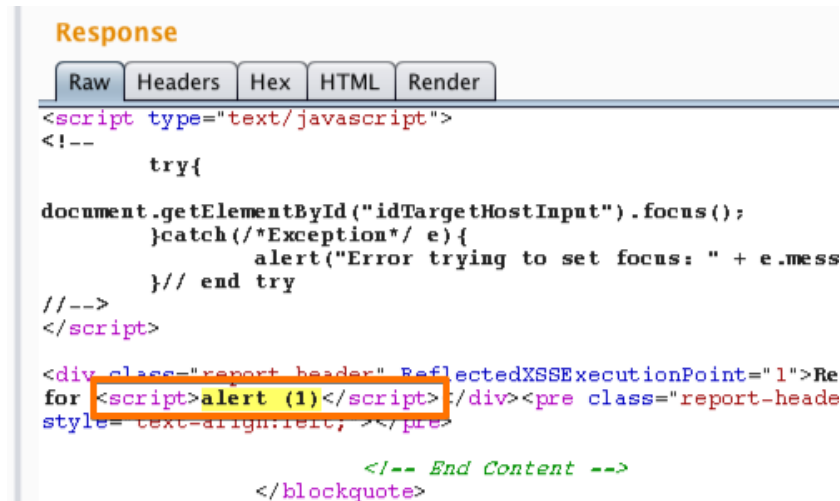 Response
Raw Headers Hex HTML Render
<script type="text/javascript">
<!--
try{
document.getElementById("idTargetHostInput").focus();
}catch(/*Exception*/ e){
alert("Error trying to set focus: " + e.mess
}// end try
//-->
</script>
<div class="report_header" ReflectedXSSExecutionPoint="1">Re
for <script>alert (1)</script></div><pre class="report-heade
style="text-align:left;"></pre>
<!-- End Content -->
</blockquote>